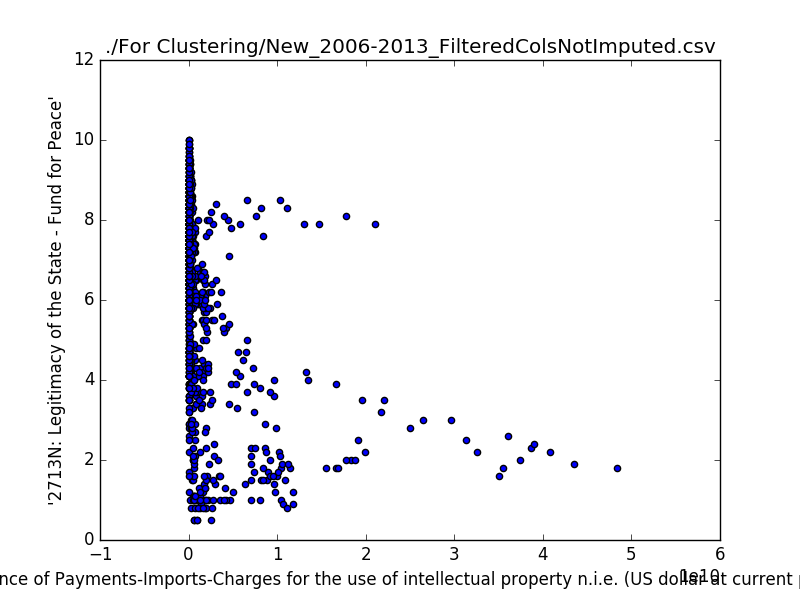 ./For Clustering/New_2006-2013_FilteredColsNotImputed.csv
'2713N: Legitimacy of the State - Fund for Peace'
12
10
8
6
4
2
0
−1 0 1 2 3 4 5 6
1e10
nce of Payments-Imports-Charges for the use of intellectual property n.i.e. (US dollar at current p